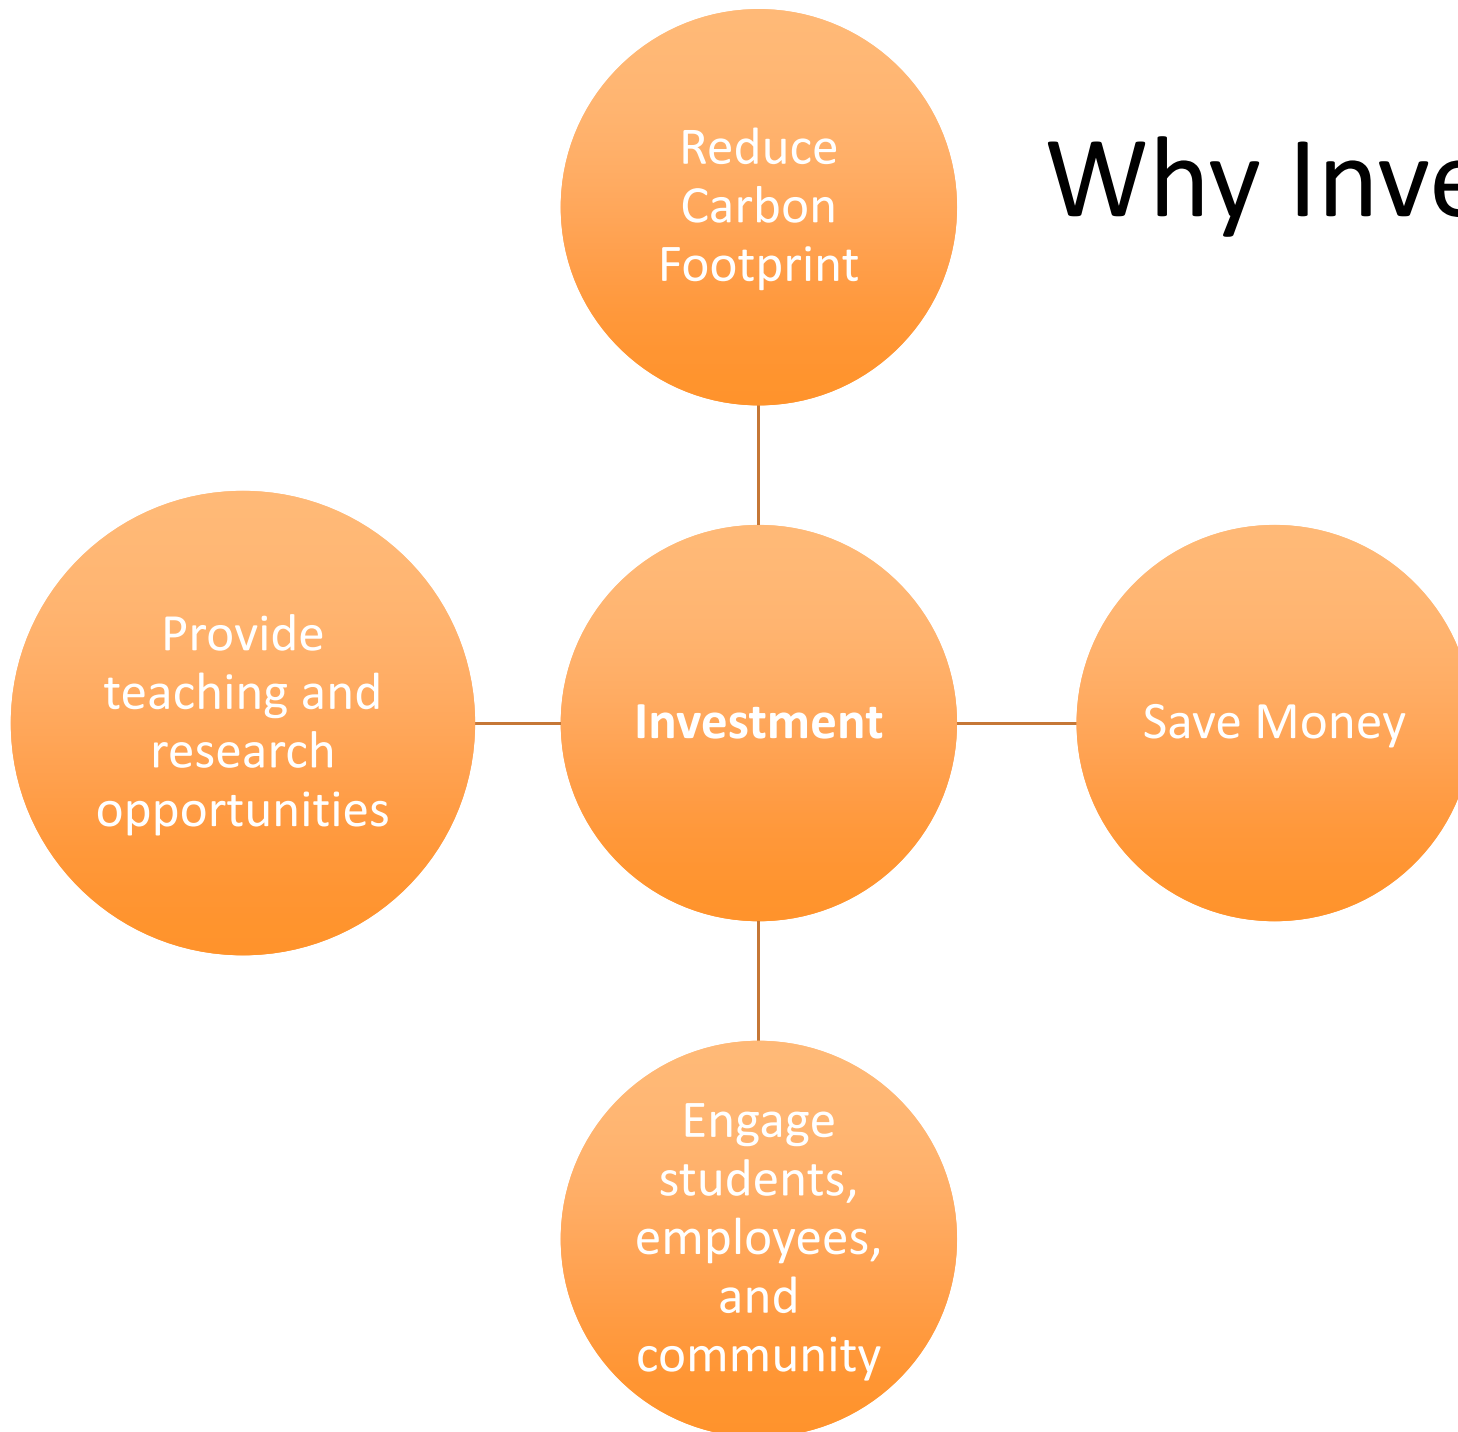 Reduce
Carbon
Footprint
Why Inve
Provide
teaching and
research
opportunities
Investment
Save Money
Engage
students,
employees,
and
community